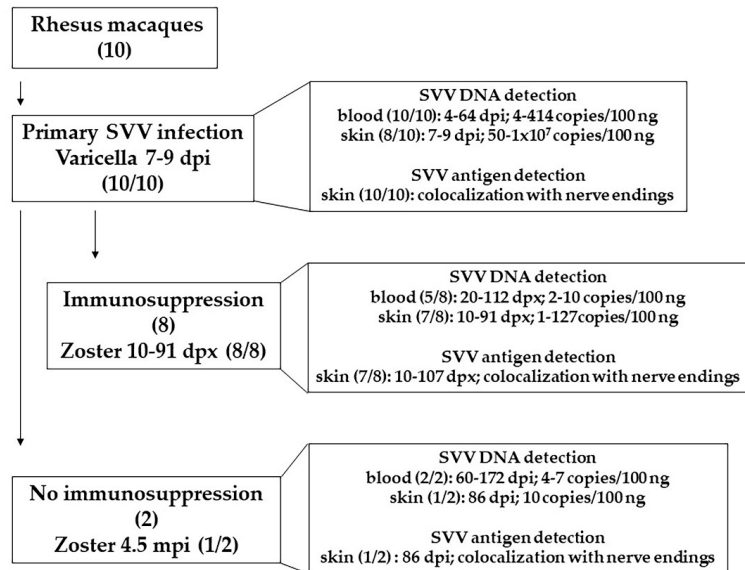 Rhesus macaques
(10)
Primary SVV infection
Varicella 7-9 dpi
(10/10)
SVV DNA detection
blood (10/10): 4-64 dpi; 4-414 copies/100 ng
skin (8/10): 7-9 dpi; 50-1x10⁷ copies/100 ng
SVV antigen detection
skin (10/10): colocalization with nerve endings
Immunosuppression
(8)
Zoster 10-91 dpx (8/8)
SVV DNA detection
blood (5/8): 20-112 dpx; 2-10 copies/100 ng
skin (7/8): 10-91 dpx; 1-127copies/100 ng
SVV antigen detection
skin (7/8): 10-107 dpx; colocalization with nerve endings
No immunosuppression
(2)
Zoster 4.5 mpi (1/2)
SVV DNA detection
blood (2/2): 60-172 dpi; 4-7 copies/100 ng
skin (1/2): 86 dpi; 10 copies/100 ng
SVV antigen detection
skin (1/2) : 86 dpi; colocalization with nerve endings